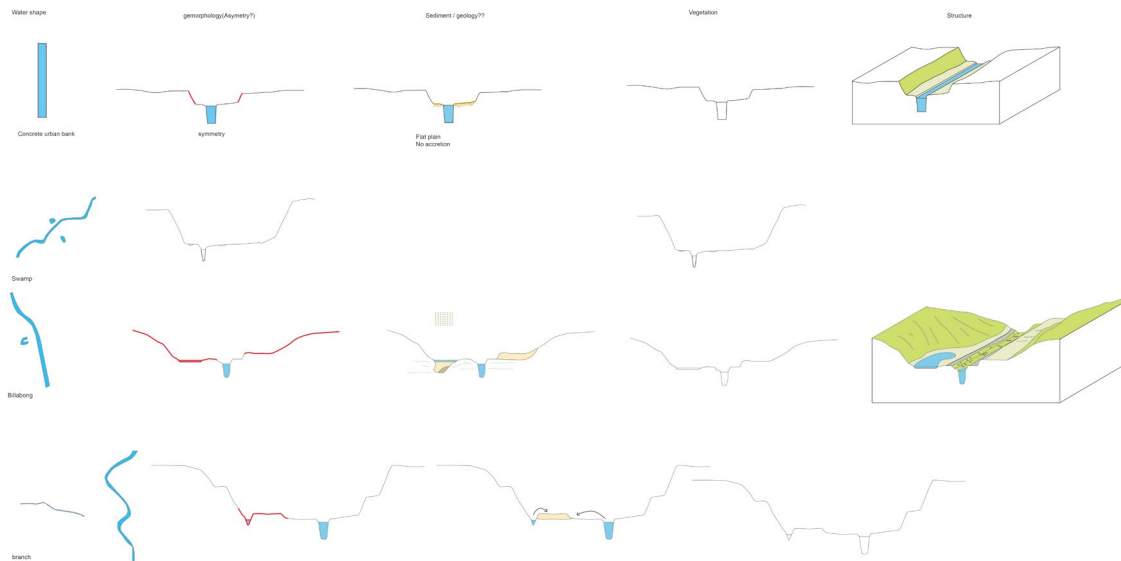 Water shape
gemorphology(Asymetry?)
Sediment / geology??
Vegetation
Structure
Concrete urban bank
symmetry
Flat plain
No accretion
Swamp
Billabong
branch